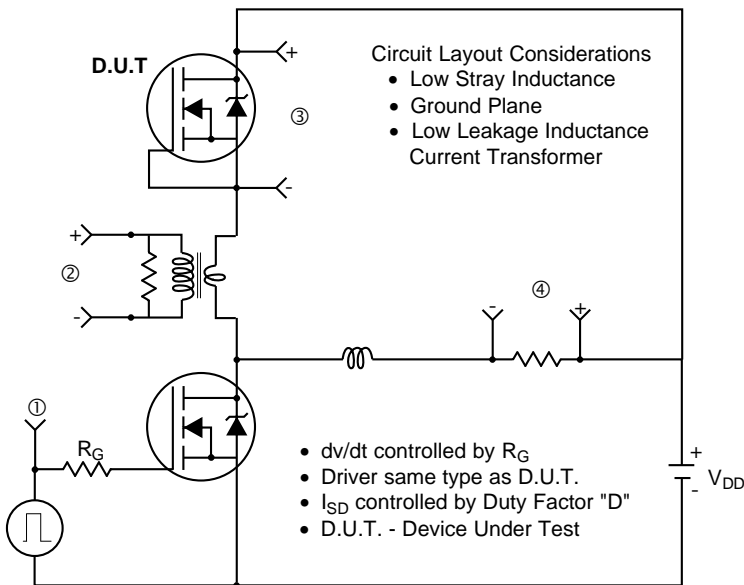 D.U.T
+
③
-
Circuit Layout Considerations
• Low Stray Inductance
• Ground Plane
• Low Leakage Inductance
Current Transformer
+
②
-
④
-
+
①
R_G
• dv/dt controlled by R_G
• Driver same type as D.U.T.
• I_SD controlled by Duty Factor "D"
• D.U.T. - Device Under Test
+
V_DD
-